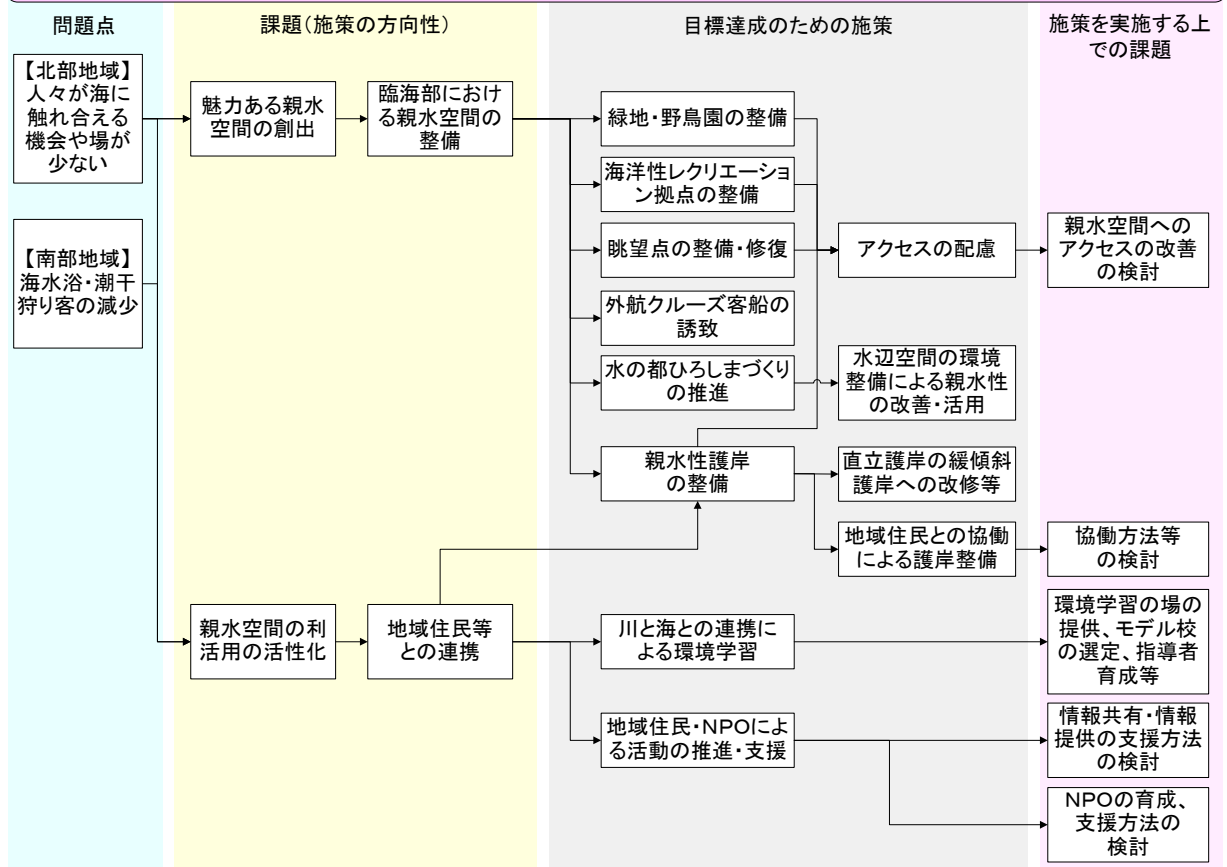 問題点
課題(施策の方向性)
目標達成のための施策
施策を実施する上
での課題
【北部地域】
人々が海に
触れ合える
機会や場が
少ない
【南部地域】
海水浴・潮干
狩り客の減少
魅力ある親水
空間の創出
臨海部におけ
る親水空間の
整備
緑地・野鳥園の整備
海洋性レクリエーショ
ン拠点の整備
眺望点の整備・修復
アクセスの配慮
親水空間への
アクセスの改善
の検討
外航クルーズ客船の
誘致
水の都ひろしまづくり
の推進
水辺空間の環境
整備による親水性
の改善・活用
親水性護岸
の整備
直立護岸の緩傾斜
護岸への改修等
地域住民との協働
による護岸整備
協働方法等
の検討
親水空間の利
活用の活性化
地域住民等
との連携
川と海との連携に
よる環境学習
環境学習の場の
提供、モデル校
の選定、指導者
育成等
地域住民・NPOによ
る活動の推進・支援
情報共有・情報
提供の支援方法
の検討
NPOの育成、
支援方法の
検討